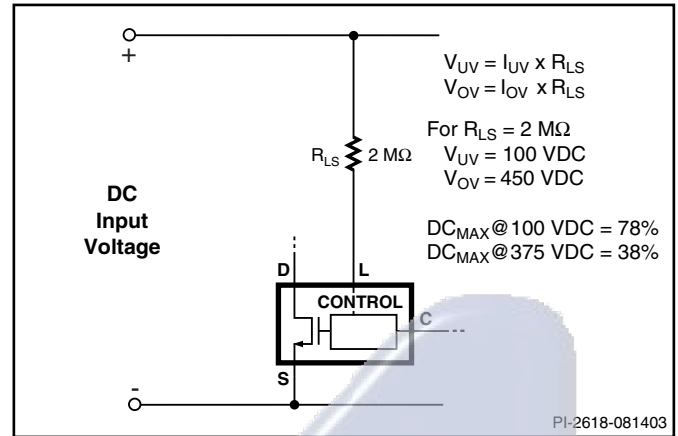 +
V_UV = I_UV x R_LS
V_OV = I_OV x R_LS
For R_LS = 2 MΩ
V_UV = 100 VDC
V_OV = 450 VDC
R_LS 2 MΩ
DC
Input
Voltage
DC_MAX@100 VDC = 78%
DC_MAX@375 VDC = 38%
D L
CONTROL
C
S
-
PI-2618-081403